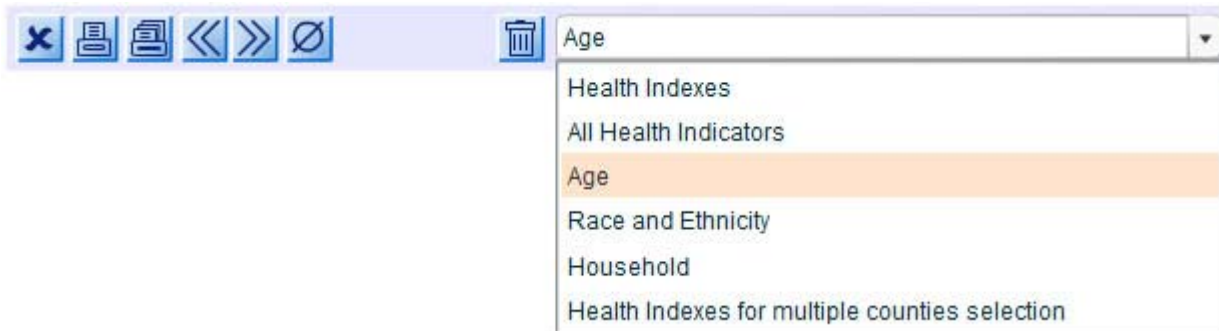 Age
Health Indexes
All Health Indicators
Age
Race and Ethnicity
Household
Health Indexes for multiple counties selection